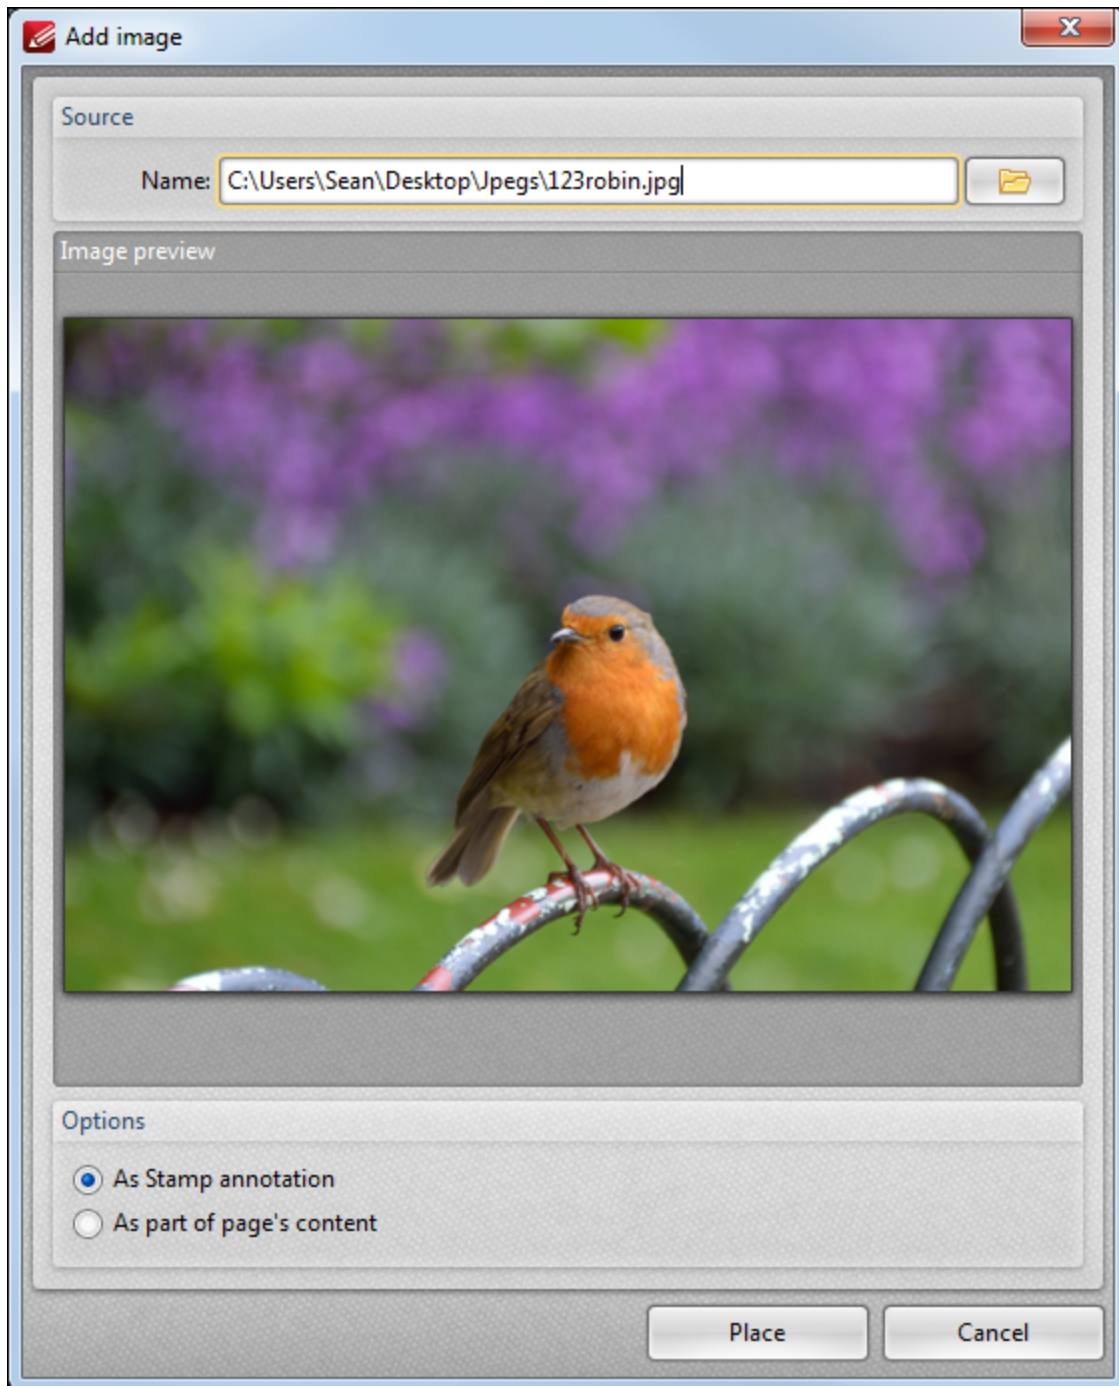 Add image
Source
Name: C:\Users\Sean\Desktop\Jpegs\123robin.jpg
Image preview
Options
As Stamp annotation
As part of page's content
Place Cancel